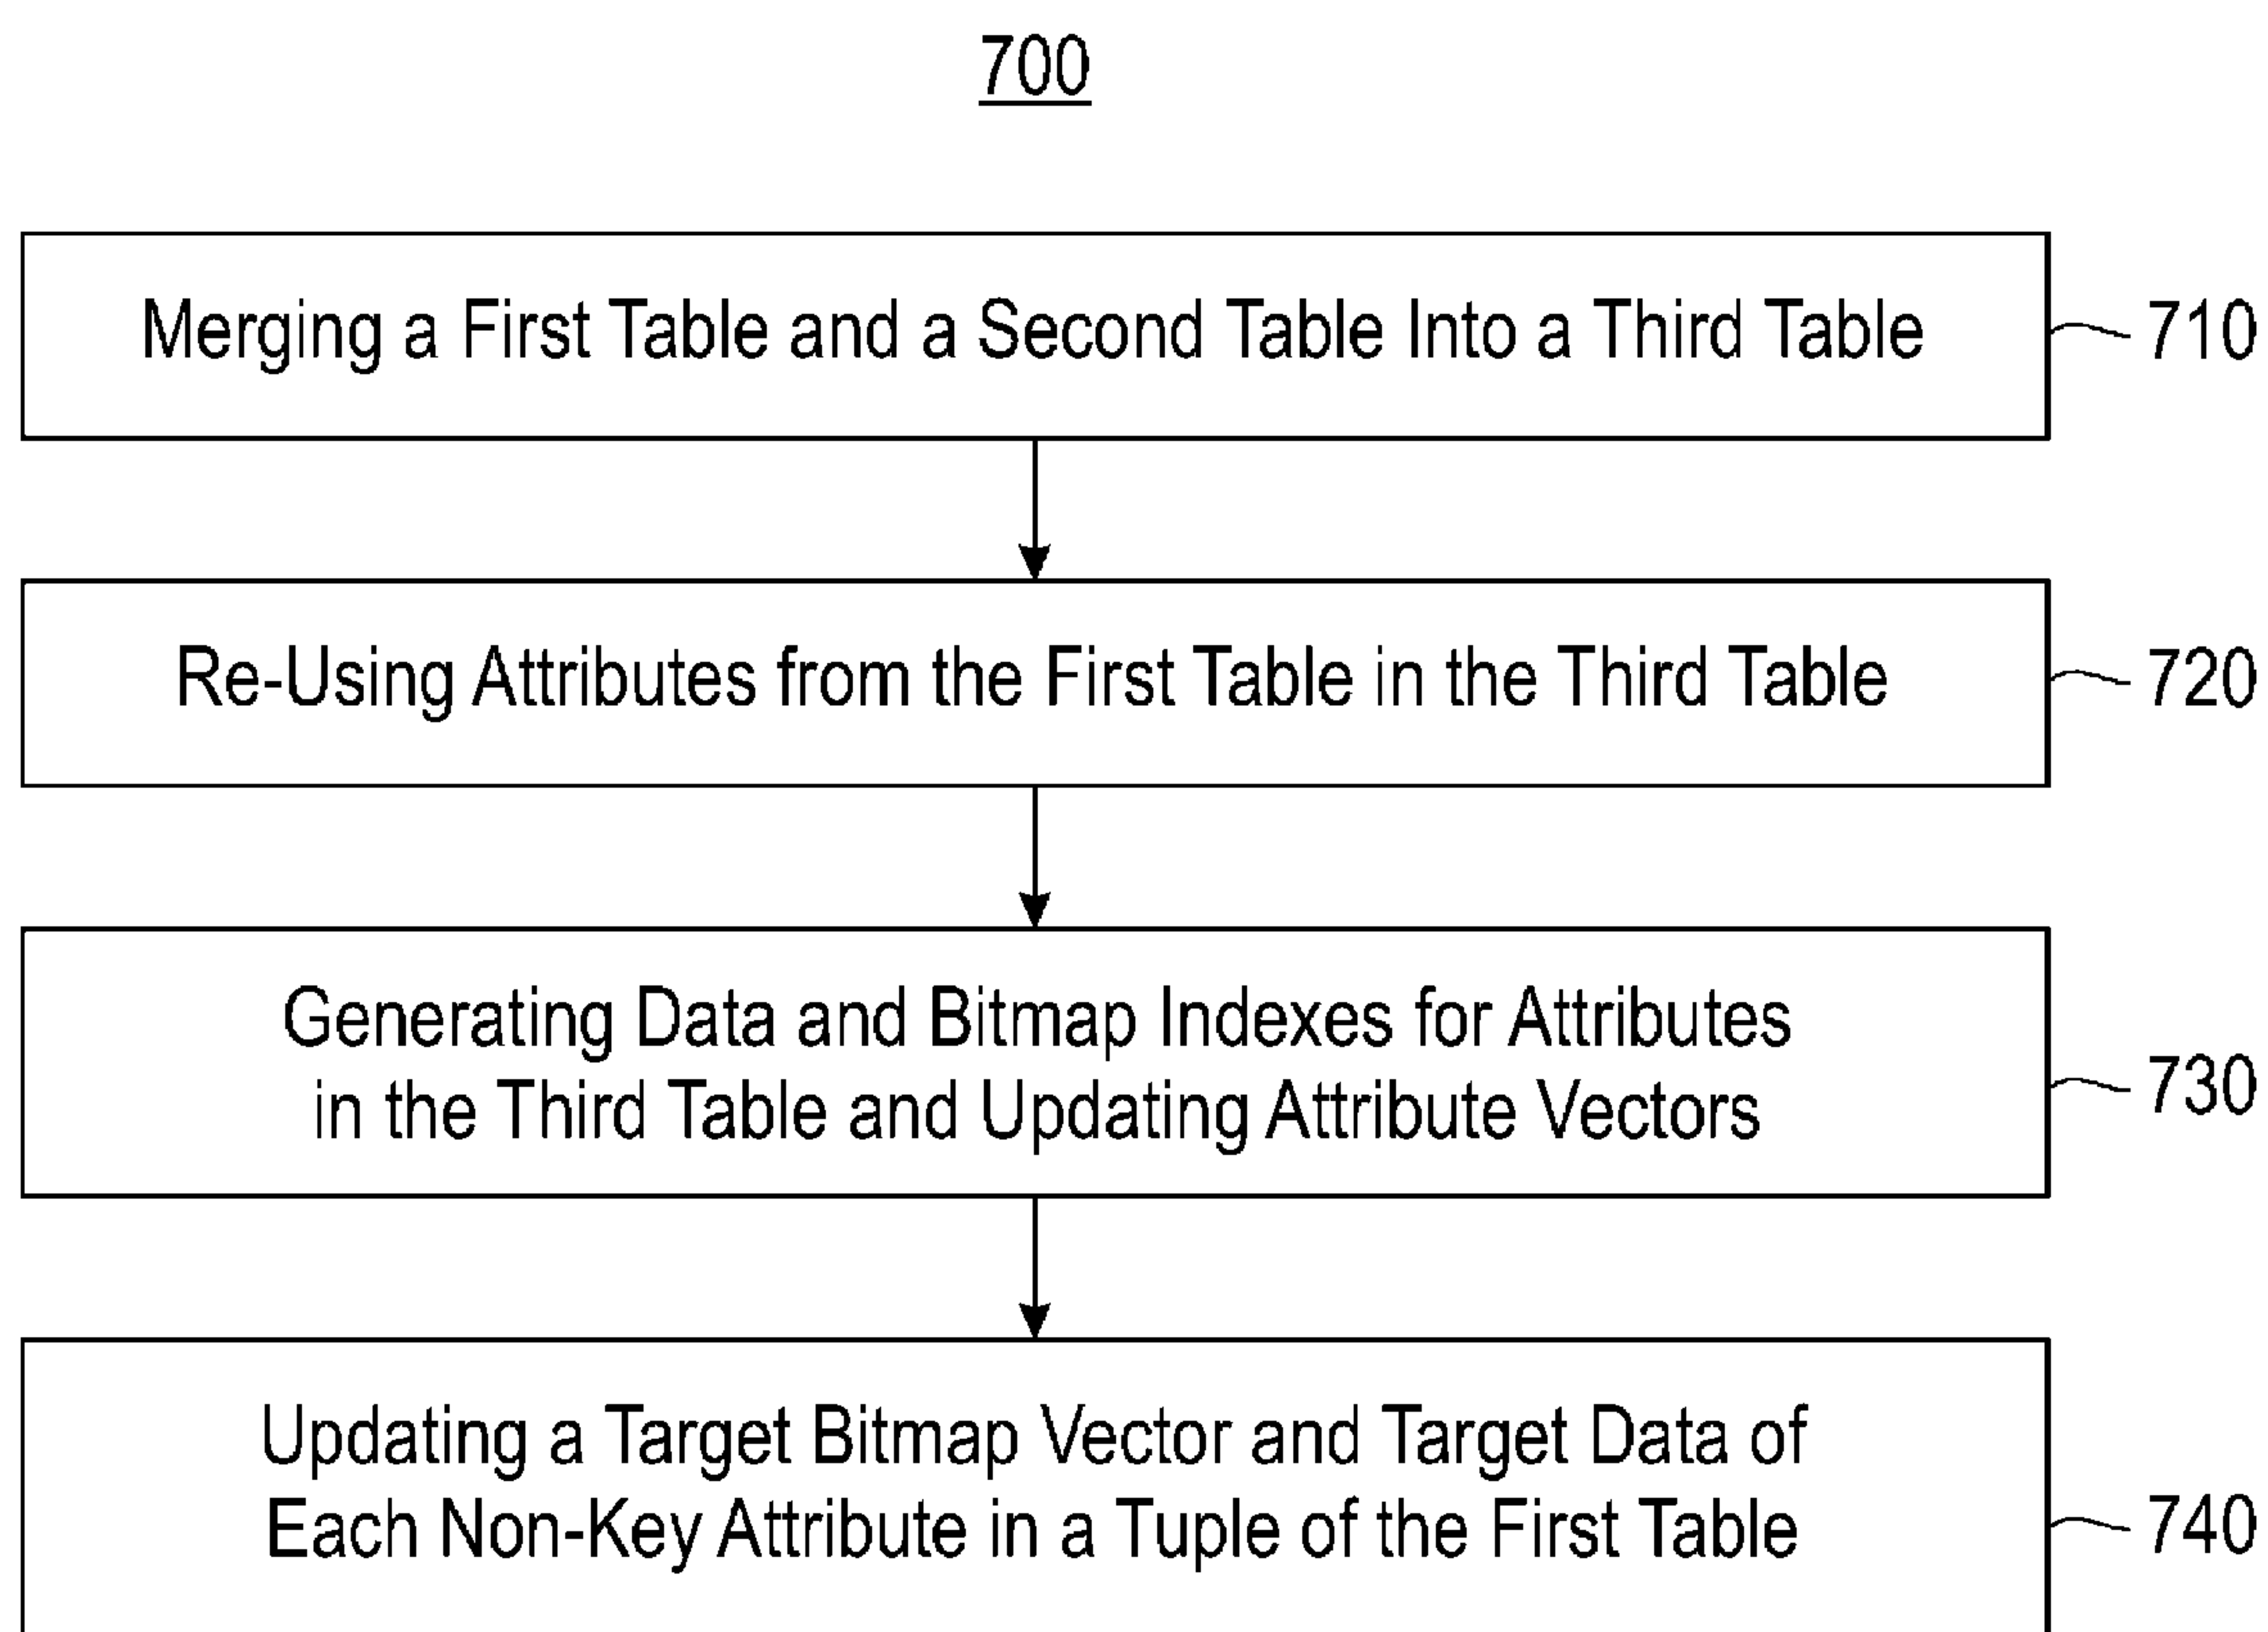 700
Merging a First Table and a Second Table Into a Third Table
710
Re-Using Attributes from the First Table in the Third Table
720
Generating Data and Bitmap Indexes for Attributes
in the Third Table and Updating Attribute Vectors
730
Updating a Target Bitmap Vector and Target Data of
Each Non-Key Attribute in a Tuple of the First Table
740